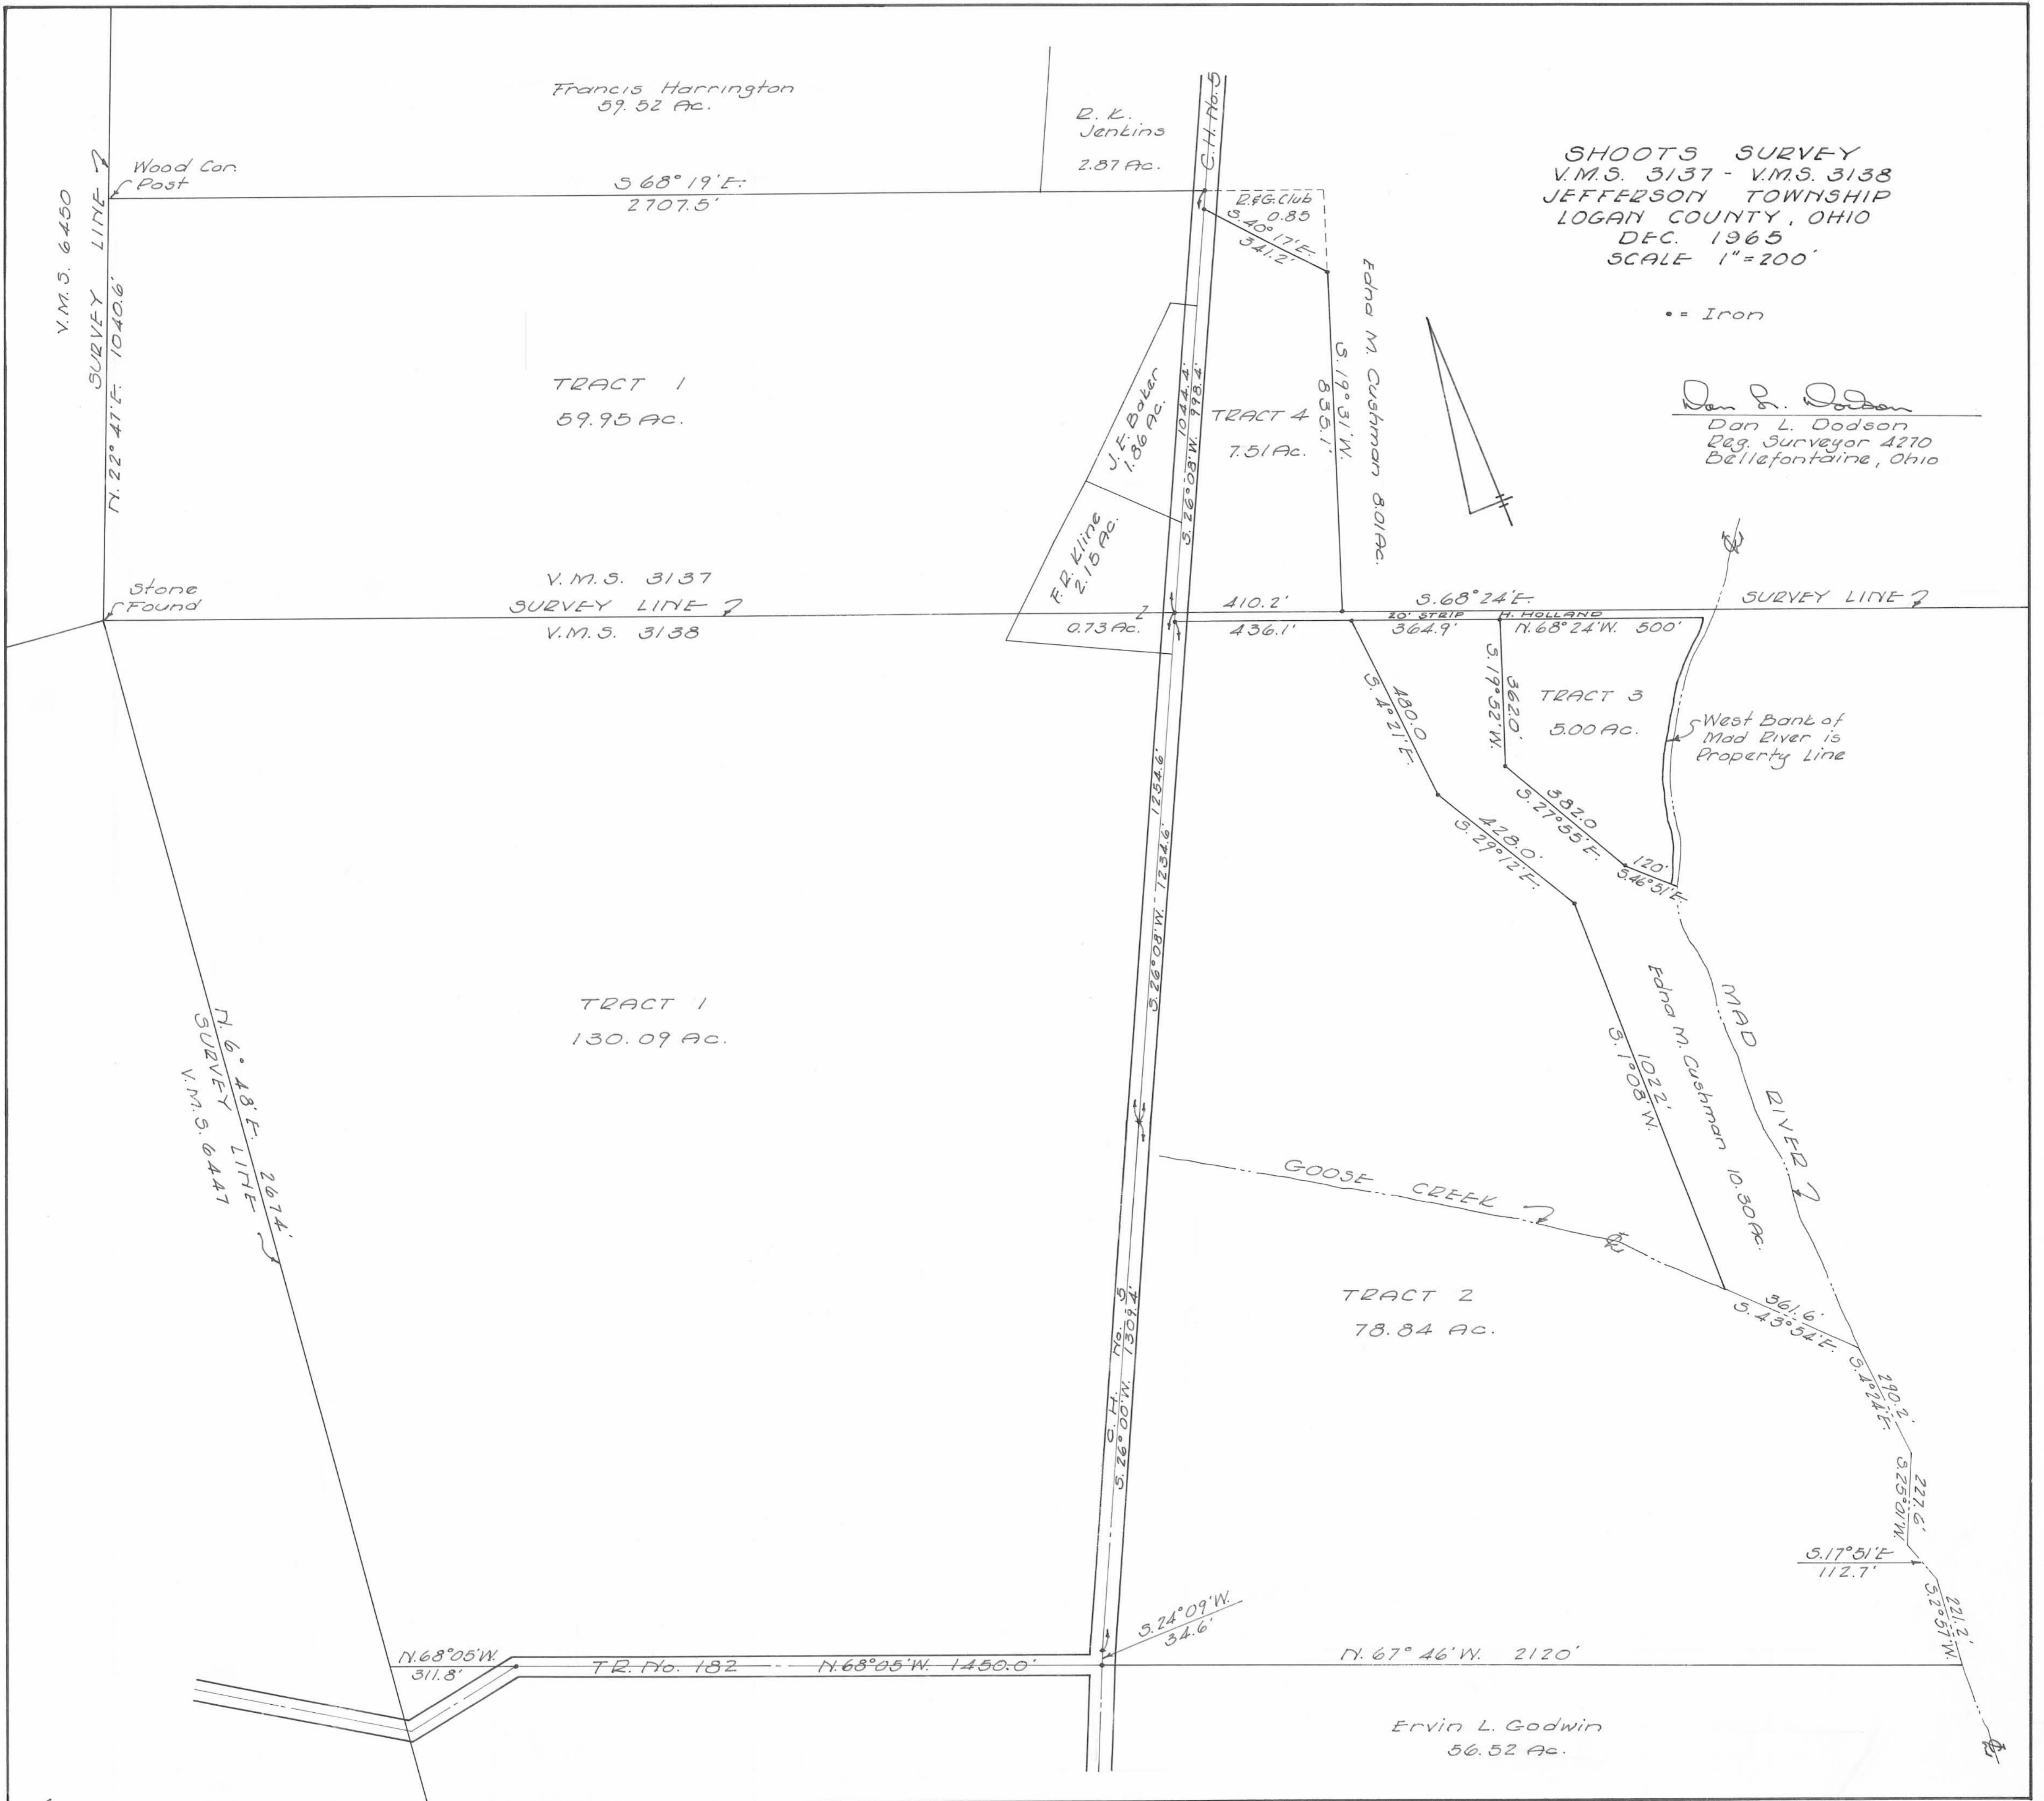 Francis Harrington
59.52 Ac.
R. K.
Jenkins
2.87 Ac.
C.H. No. 5
SHOOTS SURVEY
V.M.S. 3137 - V.M.S. 3138
JEFFERSON TOWNSHIP
LOGAN COUNTY, OHIO
DEC. 1965
SCALE 1"=200'
• = Iron
Dan L. Dodson
Dan L. Dodson
Reg. Surveyor 4270
Bellefontaine, Ohio
Wood Cor.
Post
S 68° 19' E.
2707.5'
V.M.S. 6450
SURVEY LINE
N. 22° 47' E. 1040.6'
R&G. Club
0.85
S. 40° 17' E.
341.2'
Edna M. Cushman 8.01 Ac.
S. 19° 31' W.
835.1'
TRACT 1
59.95 Ac.
J. E. Baker
1.86 Ac.
F. R. Kline
2.15 Ac.
1044.4'
S. 26° 08' W. 998.4'
TRACT 4
7.51 Ac.
Stone
Found
V.M.S. 3137
SURVEY LINE
V.M.S. 3138
Z
0.73 Ac.
410.2'
S. 68° 24' E.
SURVEY LINE
20' STRIP H. HOLLAND
436.1'
364.9'
N. 68° 24' W. 500'
480.0
S. 4° 21' E.
S. 19° 52' W.
362.0'
TRACT 3
5.00 Ac.
West Bank of
Mad River is
Property Line
382.0
S. 27° 55' E.
120'
S. 46° 51' E.
428.0'
S. 29° 12' E.
1254.6'
S. 26° 08' W. - 1234.6'
TRACT 1
130.09 Ac.
N. 6° 48' E. 2674'
SURVEY LINE
V.M.S. 6447
MAD RIVER
Edna M. Cushman 10.30 Ac.
1022'
S. 1° 08' W.
GOOSE CREEK
TRACT 2
78.84 Ac.
361.6'
S. 43° 54' E.
290.2'
S. 4° 24' E.
227.6'
S. 25° 01' W.
S. 17° 51' E
112.7'
221.2'
S. 2° 57' W.
C. H. No. 5
S. 26° 00' W. 1309.4'
S. 24° 09' W.
34.6'
N. 68° 05' W.
311.8'
TR. No. 182 - N. 68° 05' W. 1450.0'
N. 67° 46' W. 2120'
Ervin L. Godwin
56.52 Ac.